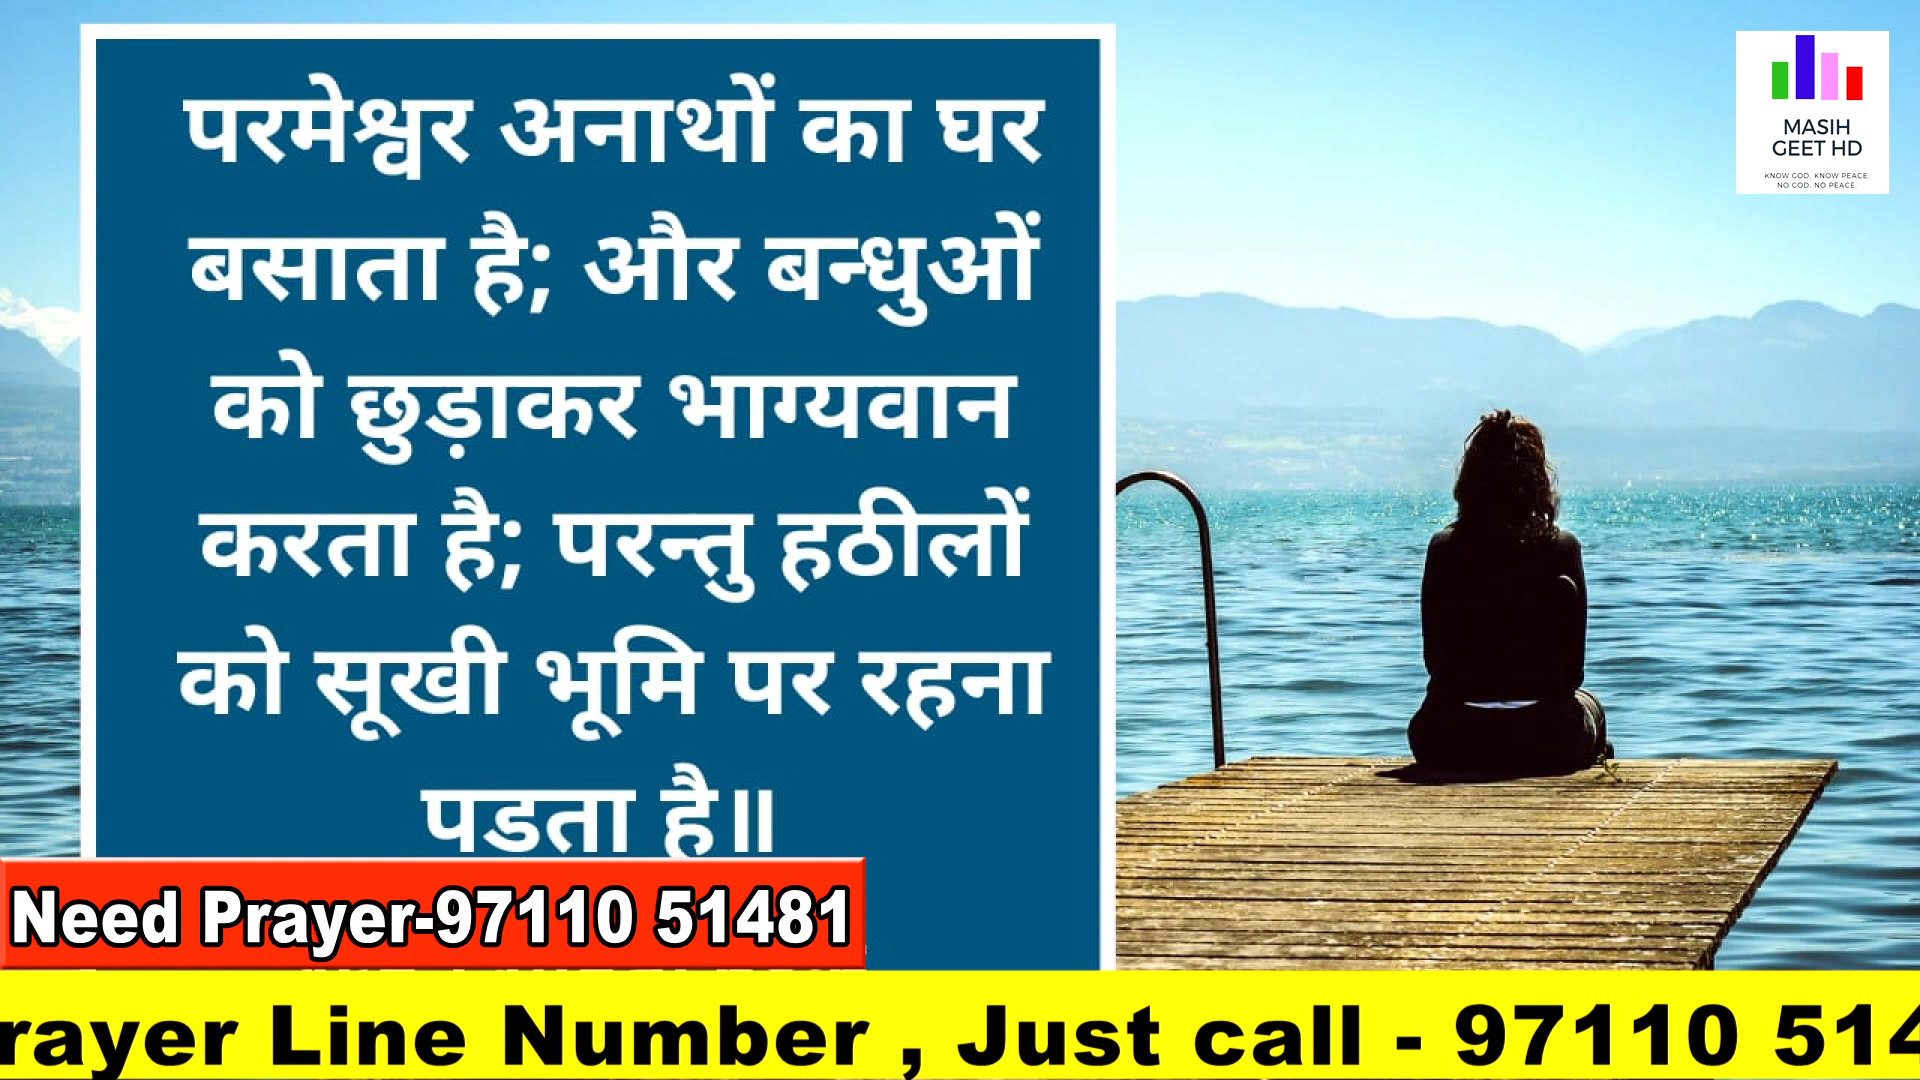 परमेश्वर अनाथों का घर
बसाता है; और बन्धुओं
को छुड़ाकर भाग्यवान
करता है; परन्तु हठीलों
को सूखी भूमि पर रहना
पडता है॥
MASIH
GEET HD
KNOW GOD. KNOW PEACE;
NO GOD. NO PEACE.
Need Prayer-97110 51481
rayer Line Number , Just call - 97110 514